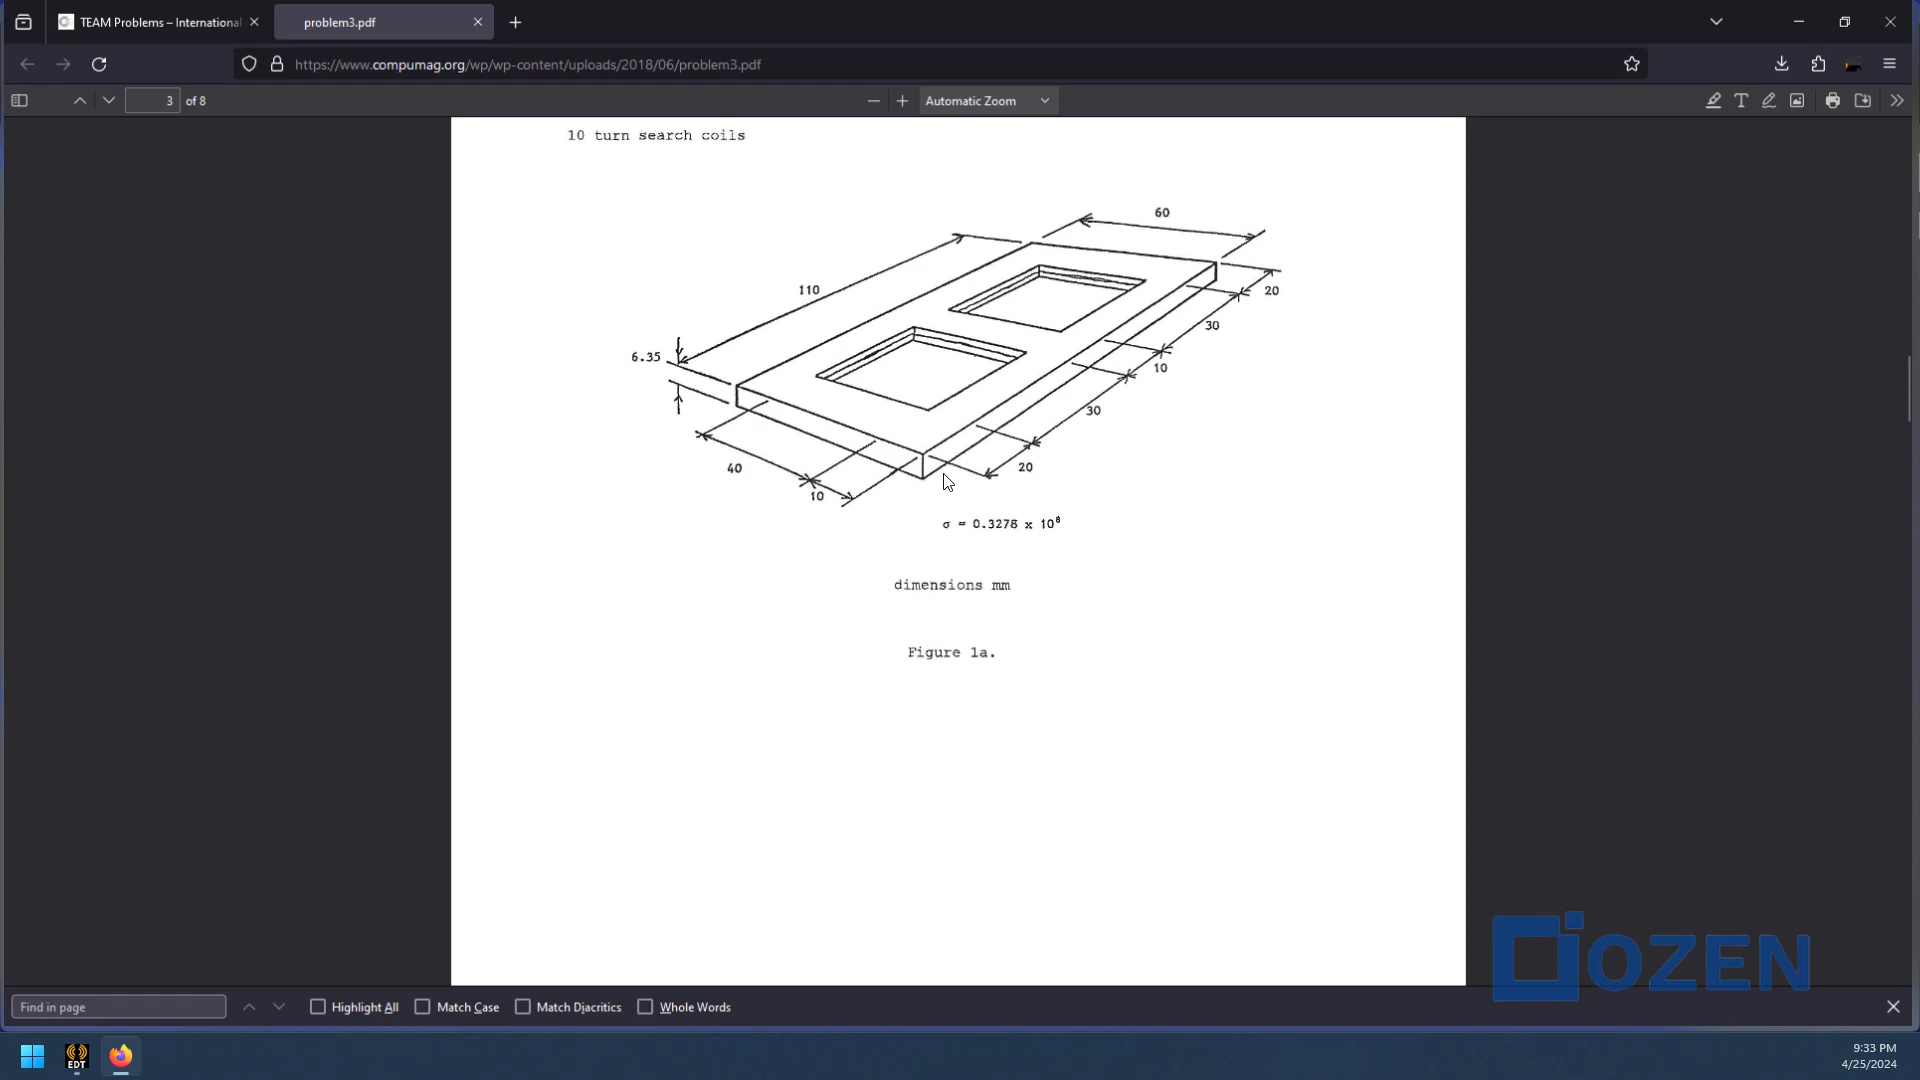 TEAM Problems – International
problem3.pdf
https://www.compumag.org/wp/wp-content/uploads/2018/06/problem3.pdf
3 of 8
Automatic Zoom
10 turn search coils
60
110
20
30
6.35
10
30
40
20
10
σ = 0.3278 x 10⁸
dimensions mm
Figure 1a.
OZEN
Find in page
Highlight All
Match Case
Match Diacritics
Whole Words
EDT
9:33 PM
4/25/2024